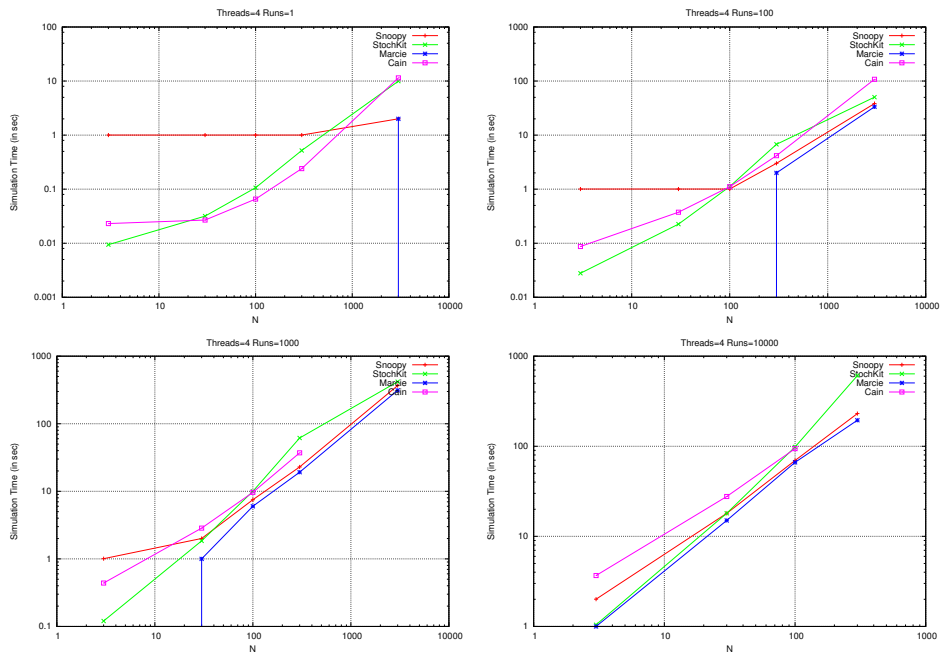 Threads=4 Runs=1
100
10
1
0.1
0.01
0.001
1
10
100
1000
10000
Simulation Time (in sec)
N
Snoopy
StochKit
Marcie
Cain
Threads=4 Runs=100
1000
100
10
1
0.1
0.01
1
10
100
1000
10000
Simulation Time (in sec)
N
Snoopy
StochKit
Marcie
Cain
Threads=4 Runs=1000
1000
100
10
1
0.1
1
10
100
1000
10000
Simulation Time (in sec)
N
Snoopy
StochKit
Marcie
Cain
Threads=4 Runs=10000
1000
100
10
1
1
10
100
1000
Simulation Time (in sec)
N
Snoopy
StochKit
Marcie
Cain